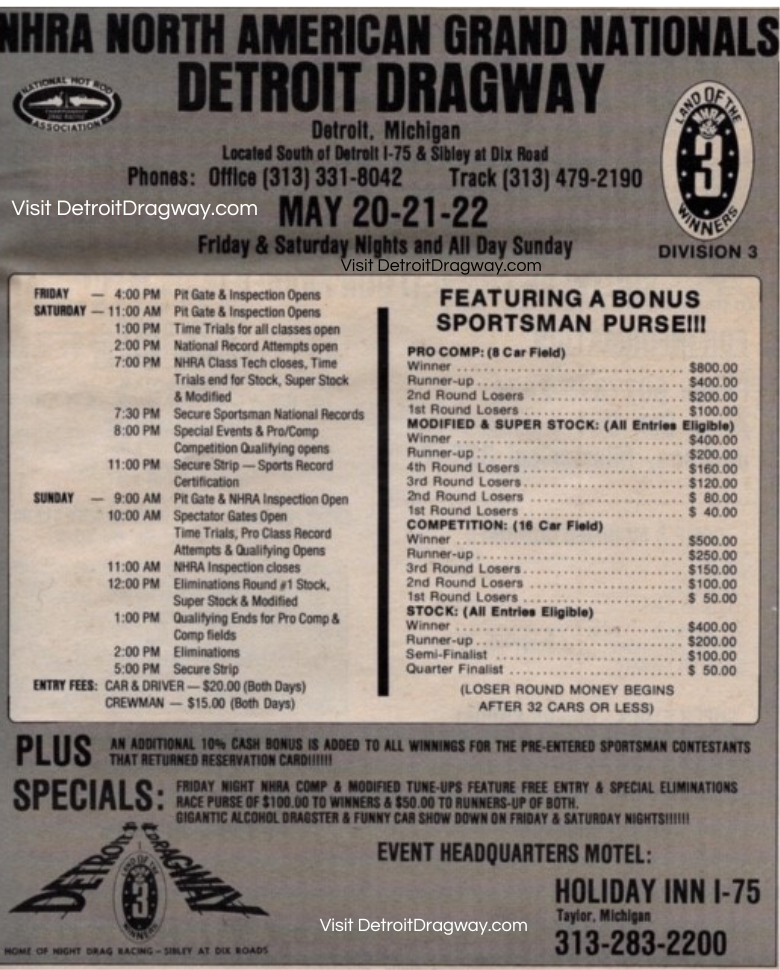 NHRA NORTH AMERICAN GRAND NATIONALS
DETROIT DRAGWAY
NATIONAL HOT ROD
DRAG RACING
ASSOCIATION
Detroit, Michigan
Located South of Detroit I-75 & Sibley at Dix Road
Phones: Office (313) 331-8042 Track (313) 479-2190
LAND OF THE
NHRA
3
WINNERS
DIVISION 3
Visit DetroitDragway.com
MAY 20-21-22
Friday & Saturday Nights and All Day Sunday
Visit DetroitDragway.com
FRIDAY — 4:00 PM Pit Gate & Inspection Opens
SATURDAY — 11:00 AM Pit Gate & Inspection Opens
1:00 PM Time Trials for all classes open
2:00 PM National Record Attempts open
7:00 PM NHRA Class Tech closes, Time
Trials end for Stock, Super Stock
& Modified
7:30 PM Secure Sportsman National Records
8:00 PM Special Events & Pro/Comp
Competition Qualifying opens
11:00 PM Secure Strip — Sports Record
Certification
SUNDAY — 9:00 AM Pit Gate & NHRA Inspection Open
10:00 AM Spectator Gates Open
Time Trials, Pro Class Record
Attempts & Qualifying Opens
11:00 AM NHRA Inspection closes
12:00 PM Eliminations Round #1 Stock,
Super Stock & Modified
1:00 PM Qualifying Ends for Pro Comp &
Comp fields
2:00 PM Eliminations
5:00 PM Secure Strip
ENTRY FEES: CAR & DRIVER — $20.00 (Both Days)
CREWMAN — $15.00 (Both Days)
FEATURING A BONUS
SPORTSMAN PURSE!!!
PRO COMP: (8 Car Field)
Winner ........ $800.00
Runner-up ........ $400.00
2nd Round Losers ........ $200.00
1st Round Losers ........ $100.00
MODIFIED & SUPER STOCK: (All Entries Eligible)
Winner ........ $400.00
Runner-up ........ $200.00
4th Round Losers ........ $160.00
3rd Round Losers ........ $120.00
2nd Round Losers ........ $ 80.00
1st Round Losers ........ $ 40.00
COMPETITION: (16 Car Field)
Winner ........ $500.00
Runner-up ........ $250.00
3rd Round Losers ........ $150.00
2nd Round Losers ........ $100.00
1st Round Losers ........ $ 50.00
STOCK: (All Entries Eligible)
Winner ........ $400.00
Runner-up ........ $200.00
Semi-Finalist ........ $100.00
Quarter Finalist ........ $ 50.00
(LOSER ROUND MONEY BEGINS
AFTER 32 CARS OR LESS)
PLUS AN ADDITIONAL 10% CASH BONUS IS ADDED TO ALL WINNINGS FOR THE PRE-ENTERED SPORTSMAN CONTESTANTS
THAT RETURNED RESERVATION CARD!!!!!!
SPECIALS: FRIDAY NIGHT NHRA COMP & MODIFIED TUNE-UPS FEATURE FREE ENTRY & SPECIAL ELIMINATIONS
RACE PURSE OF $100.00 TO WINNERS & $50.00 TO RUNNERS-UP OF BOTH.
GIGANTIC ALCOHOL DRAGSTER & FUNNY CAR SHOW DOWN ON FRIDAY & SATURDAY NIGHTS!!!!!!
DETROIT DRAGWAY
LAND OF THE
3
WINNERS
HOME OF NIGHT DRAG RACING – SIBLEY AT DIX ROADS
EVENT HEADQUARTERS MOTEL:
HOLIDAY INN I-75
Taylor, Michigan
313-283-2200
Visit DetroitDragway.com